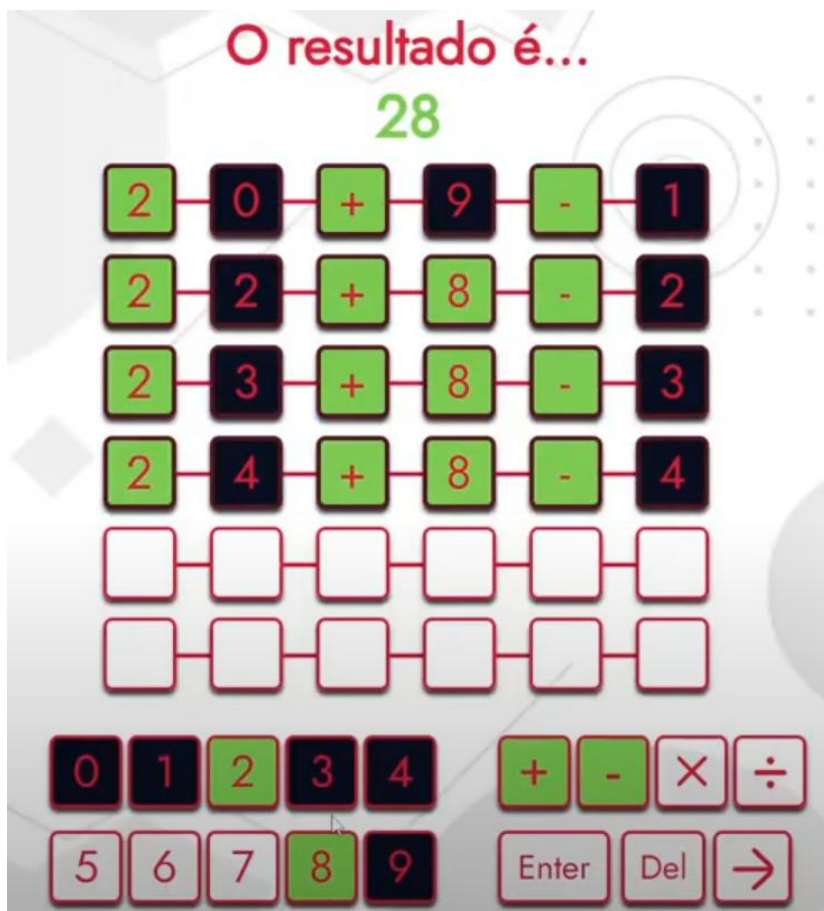 O resultado é...
28
2 0 + 9 - 1
2 2 + 8 - 2
2 3 + 8 - 3
2 4 + 8 - 4
0 1 2 3 4 + - × ÷
5 6 7 8 9 Enter Del →